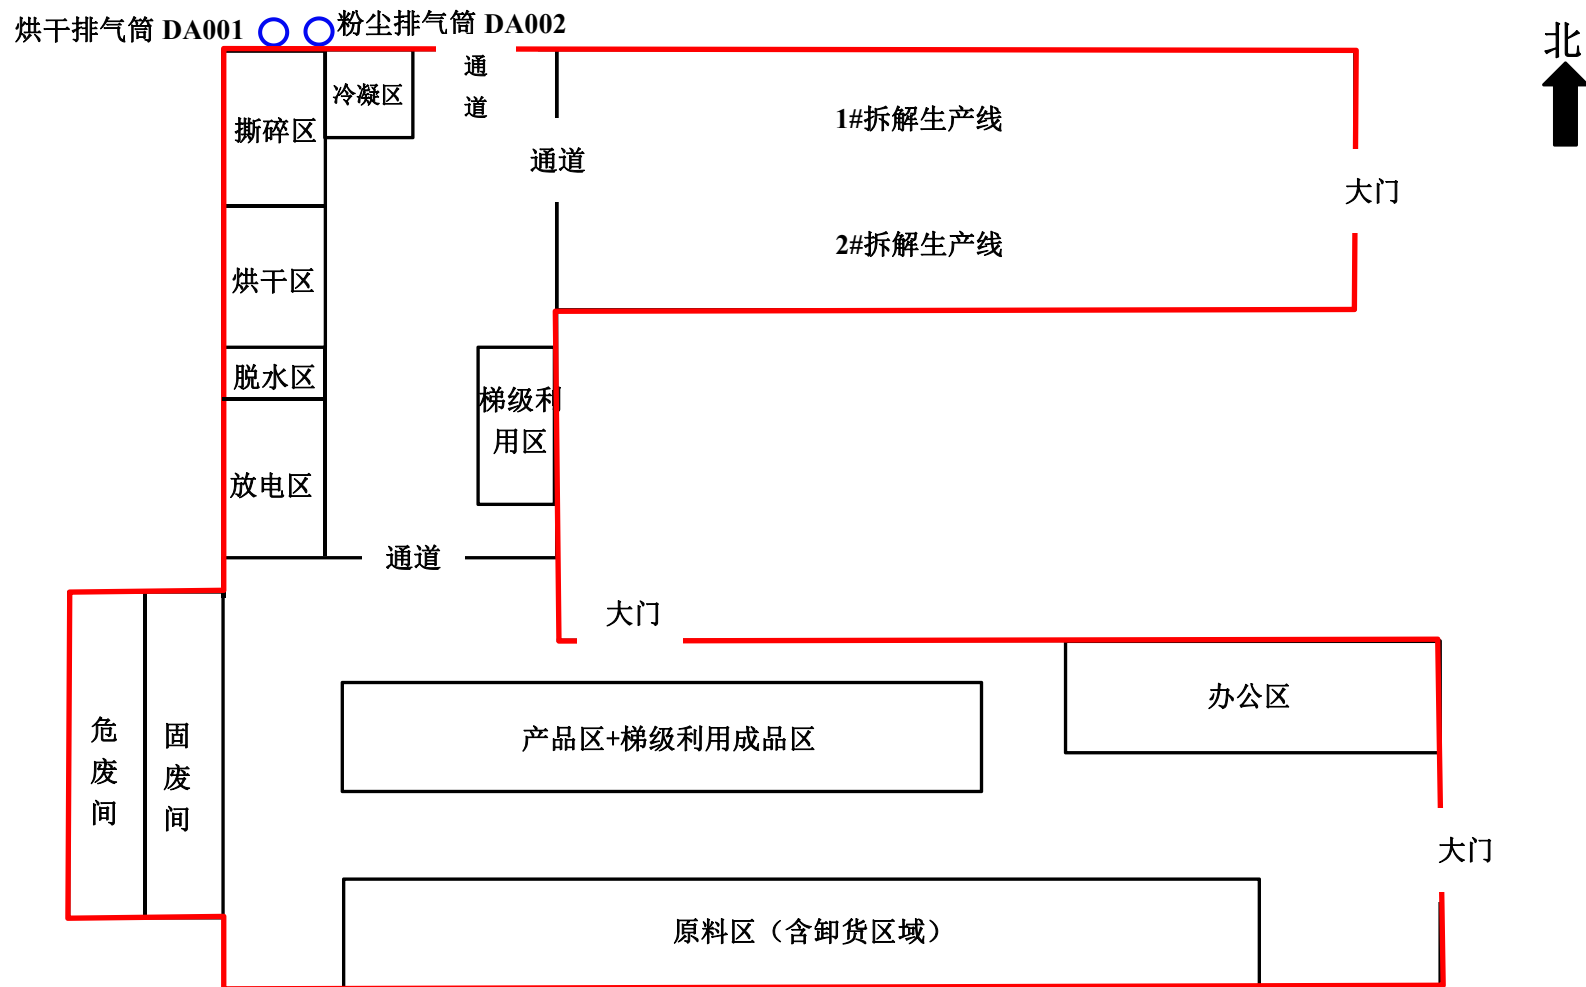 烘干排气筒 DA001
粉尘排气筒 DA002
北
通
道
冷凝区
撕碎区
1#拆解生产线
通道
大门
2#拆解生产线
烘干区
脱水区
梯级利
用区
放电区
通道
大门
办公区
危
废
间
固
废
间
产品区+梯级利用成品区
大门
原料区（含卸货区域）